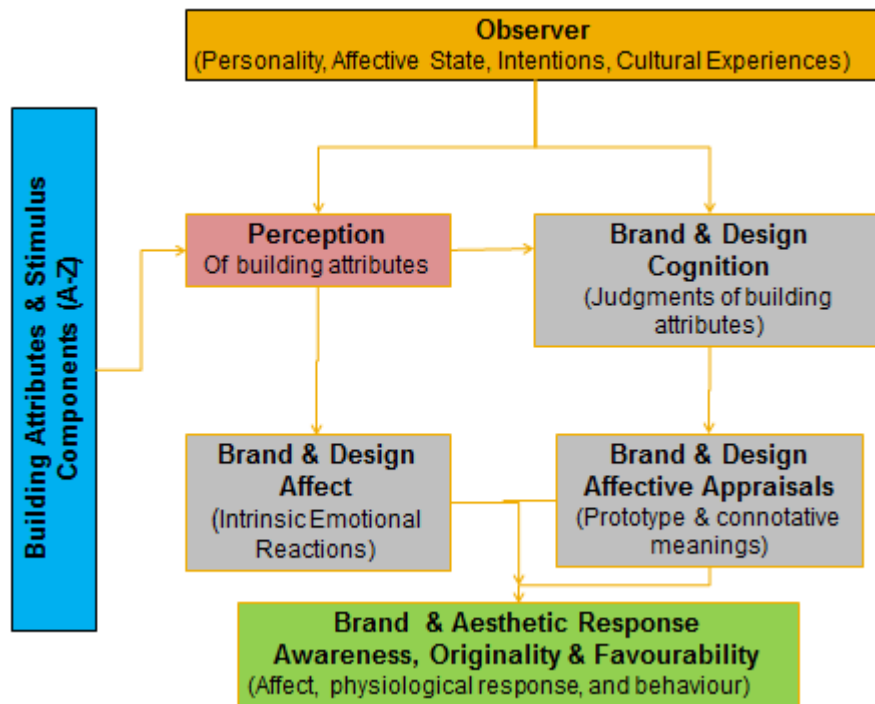 Observer
(Personality, Affective State, Intentions, Cultural Experiences)
Building Attributes & Stimulus
Components (A-Z)
Perception
Of building attributes
Brand & Design
Cognition
(Judgments of building
attributes)
Brand & Design
Affect
(Intrinsic Emotional
Reactions)
Brand & Design
Affective Appraisals
(Prototype & connotative
meanings)
Brand & Aesthetic Response
Awareness, Originality & Favourability
(Affect, physiological response, and behaviour)